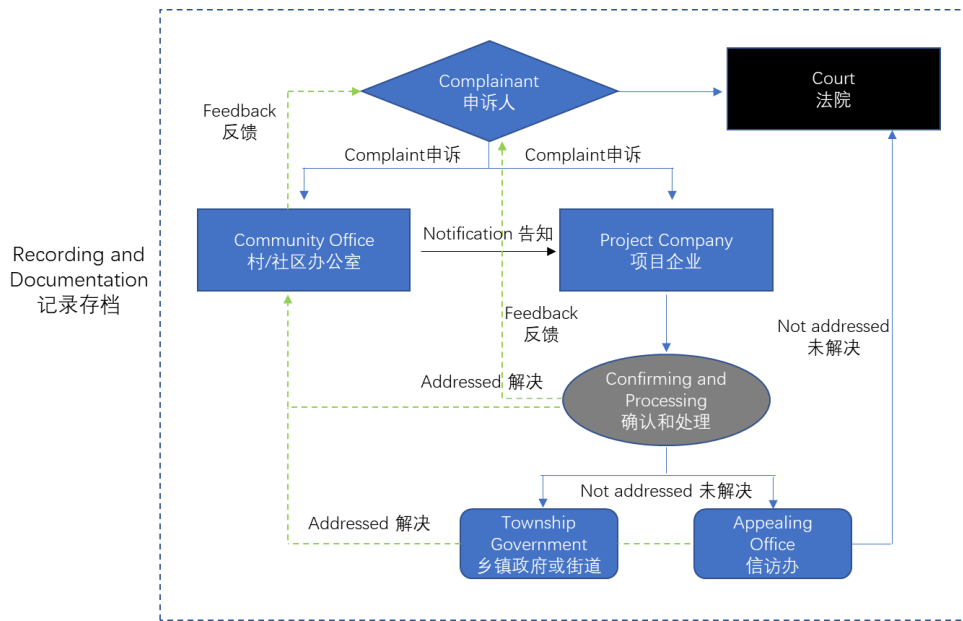 Complainant
申诉人
Court
法院
Feedback
反馈
Complaint申诉
Complaint申诉
Community Office
村/社区办公室
Notification 告知
Project Company
项目企业
Recording and
Documentation
记录存档
Feedback
反馈
Not addressed
未解决
Addressed 解决
Confirming and
Processing
确认和处理
Not addressed 未解决
Addressed 解决
Township
Government
乡镇政府或街道
Appealing
Office
信访办